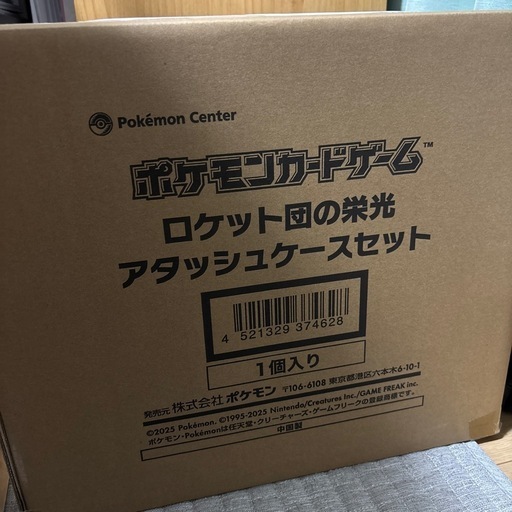 Pokémon Center
ポケモンカードゲーム™
ロケット団の栄光
アタッシュケースセット
4 521329 374628
1個入り
発売元 株式会社ポケモン 〒106-6108 東京都港区六本木6-10-1
©2025 Pokémon. ©1995-2025 Nintendo/Creatures Inc./GAME FREAK inc.
ポケモン・Pokémonは任天堂・クリーチャーズ・ゲームフリークの登録商標です。
中国製